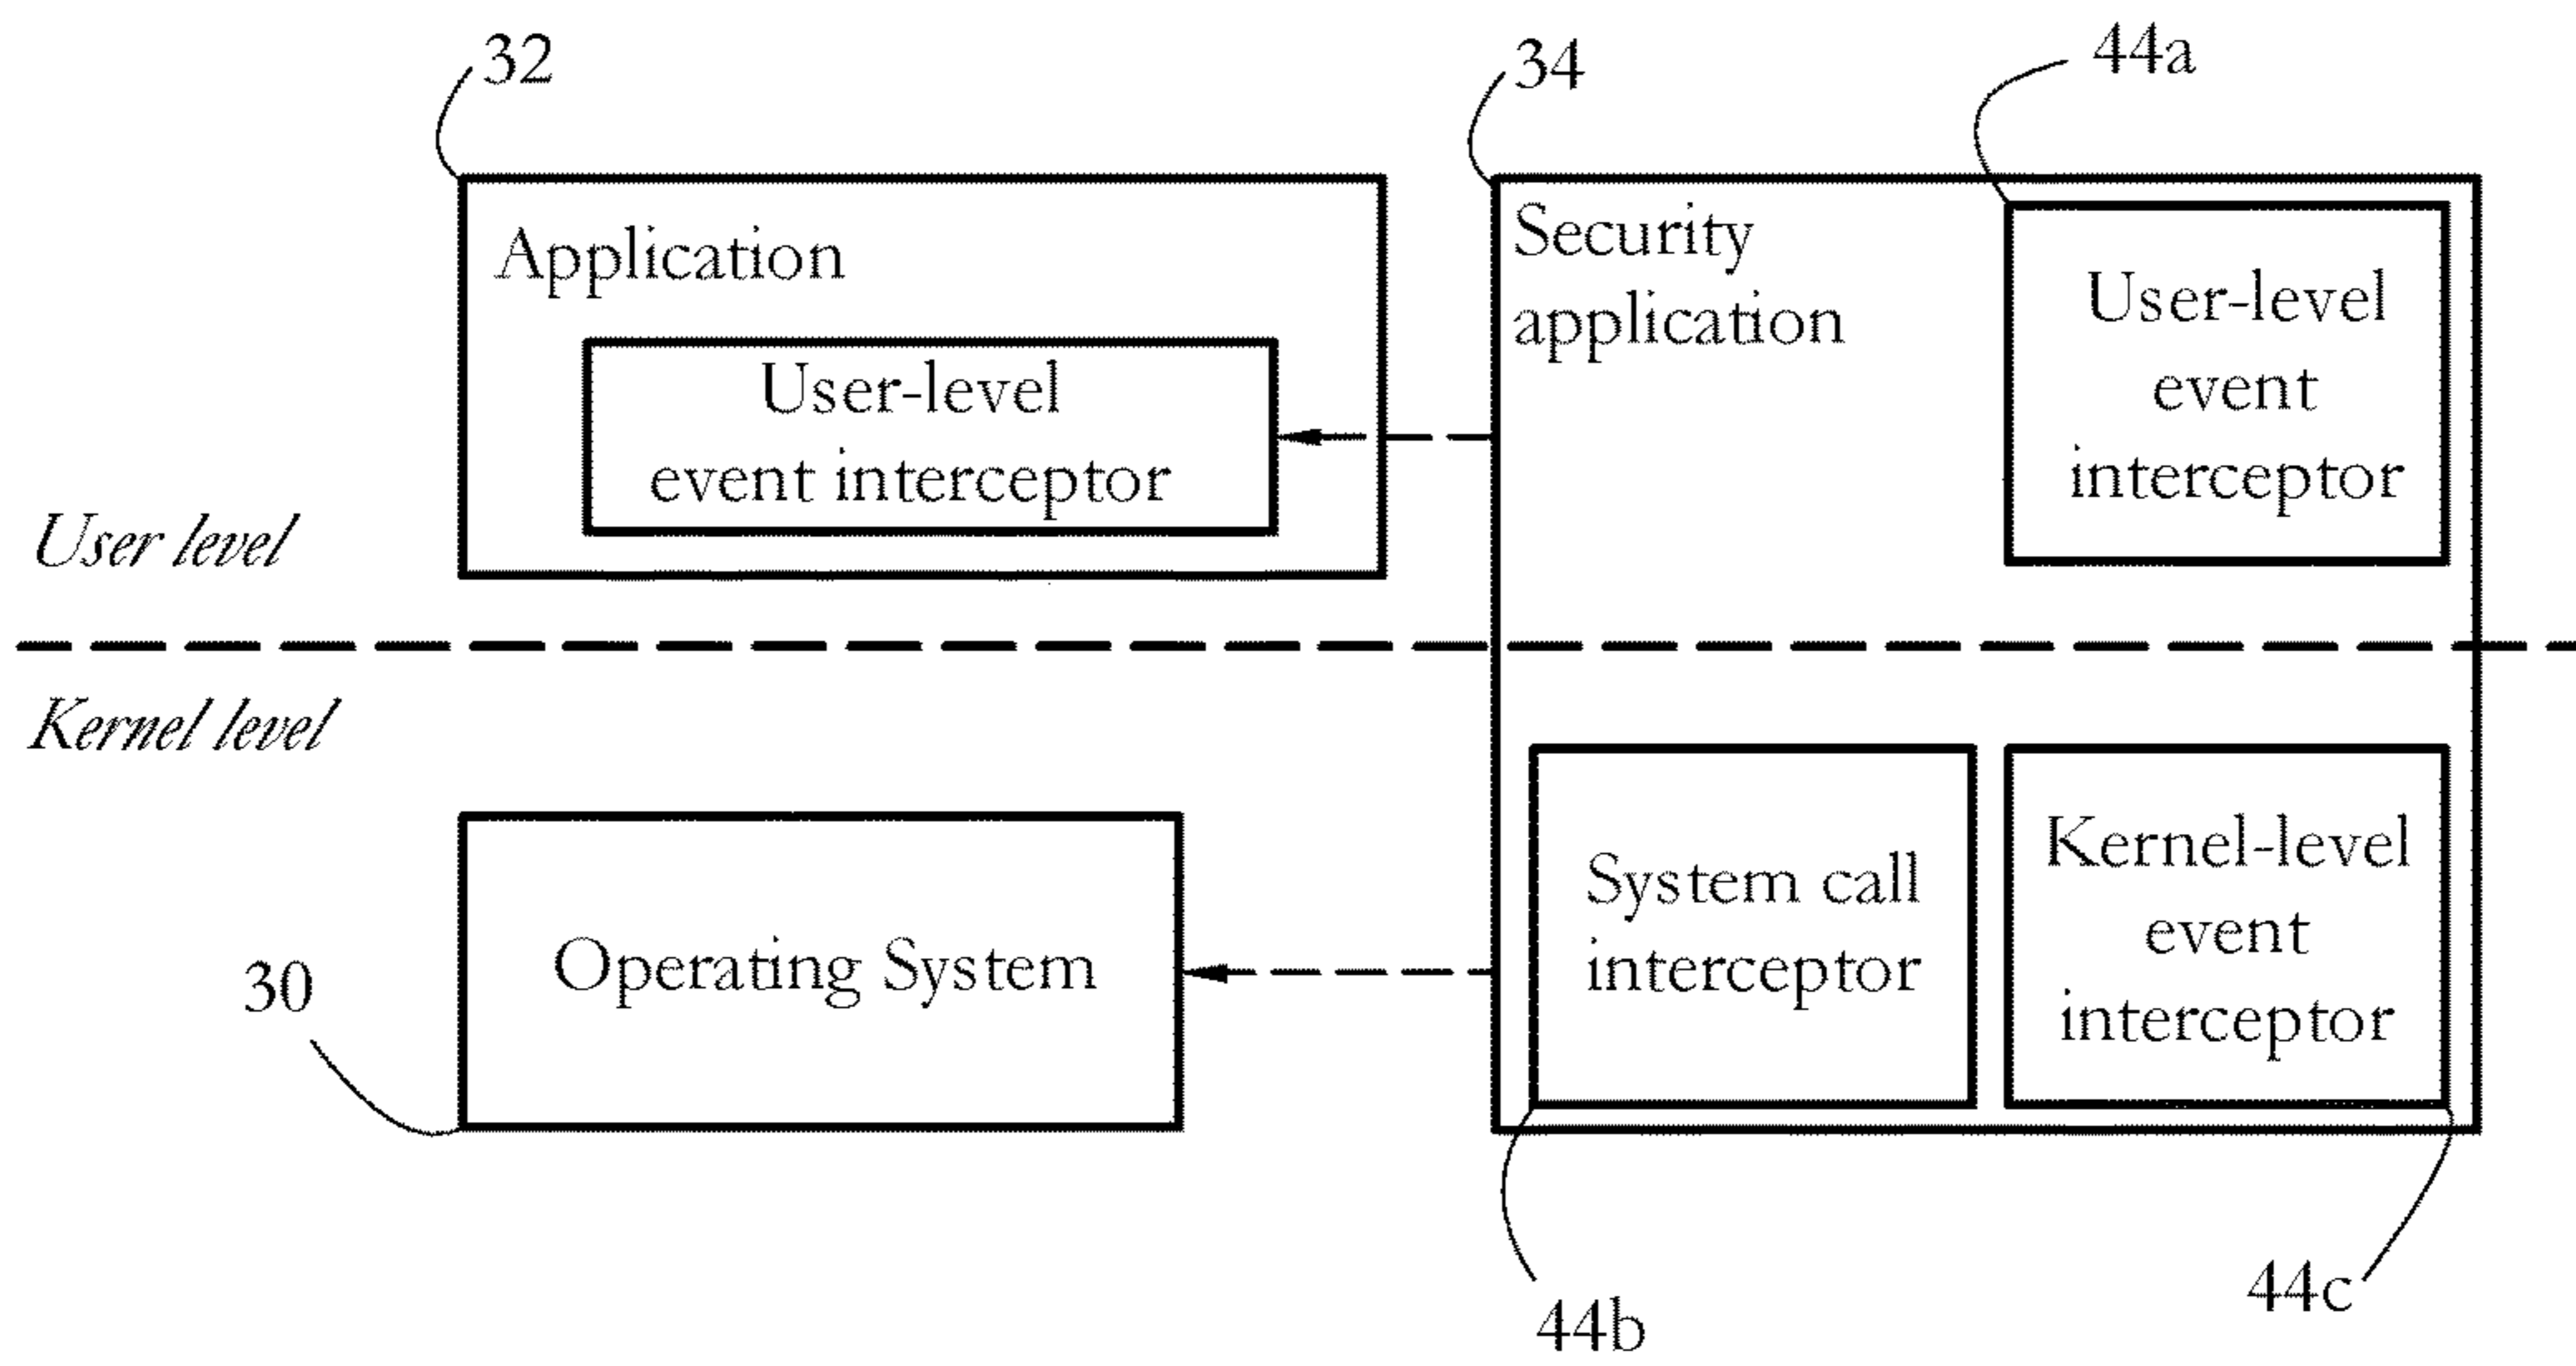 32
34
44a
Application
Security
application
User-level
event
interceptor
User-level
event interceptor
User level
Kernel level
Operating System
System call
interceptor
Kernel-level
event
interceptor
30
44b
44c